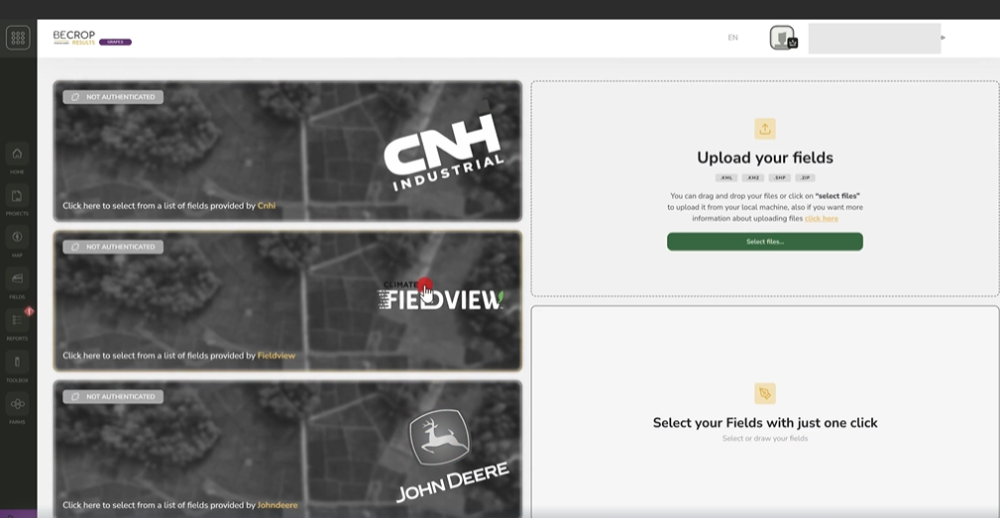 BECROP
RESULTS
GRAPES
EN
HOME
PROJECTS
MAP
FIELDS
REPORTS
TOOLBOX
FARMS
NOT AUTHENTICATED
CNH
INDUSTRIAL
Click here to select from a list of fields provided by Cnhi
NOT AUTHENTICATED
CLIMATE
FIELDVIEW
Click here to select from a list of fields provided by Fieldview
NOT AUTHENTICATED
JOHN DEERE
Click here to select from a list of fields provided by Johndeere
Upload your fields
.KML .KMZ .SHP .ZIP
You can drag and drop your files or click on "select files"
to upload it from your local machine, also if you want more
information about uploading files click here
Select files...
Select your Fields with just one click
Select or draw your fields